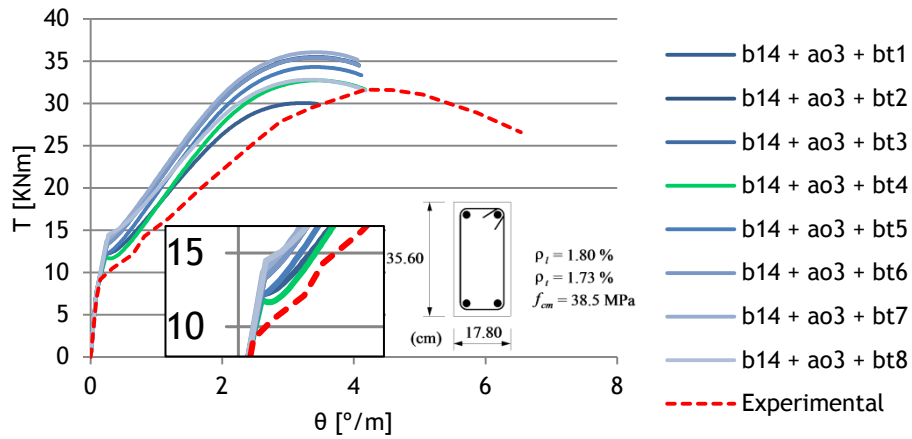 40
35
30
25
20
15
10
5
0
T [KNm]
0 2 4 6 8
θ [°/m]
15
10
35.60
(cm)
17.80
ρl = 1.80 %
ρt = 1.73 %
fcm = 38.5 MPa
b14 + ao3 + bt1
b14 + ao3 + bt2
b14 + ao3 + bt3
b14 + ao3 + bt4
b14 + ao3 + bt5
b14 + ao3 + bt6
b14 + ao3 + bt7
b14 + ao3 + bt8
Experimental